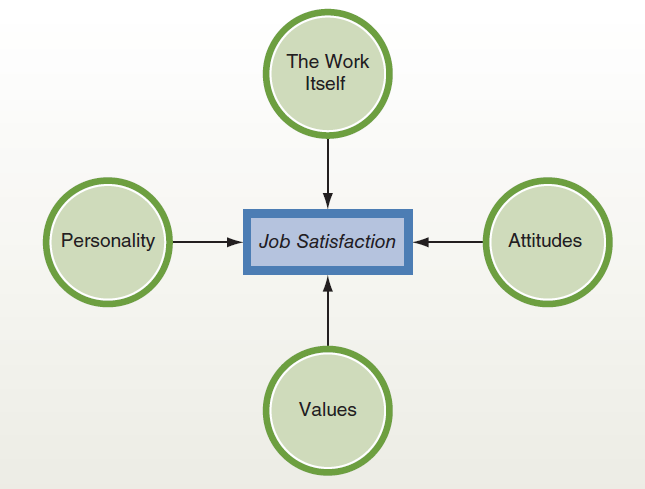 The Work
Itself
Personality
Job Satisfaction
Attitudes
Values